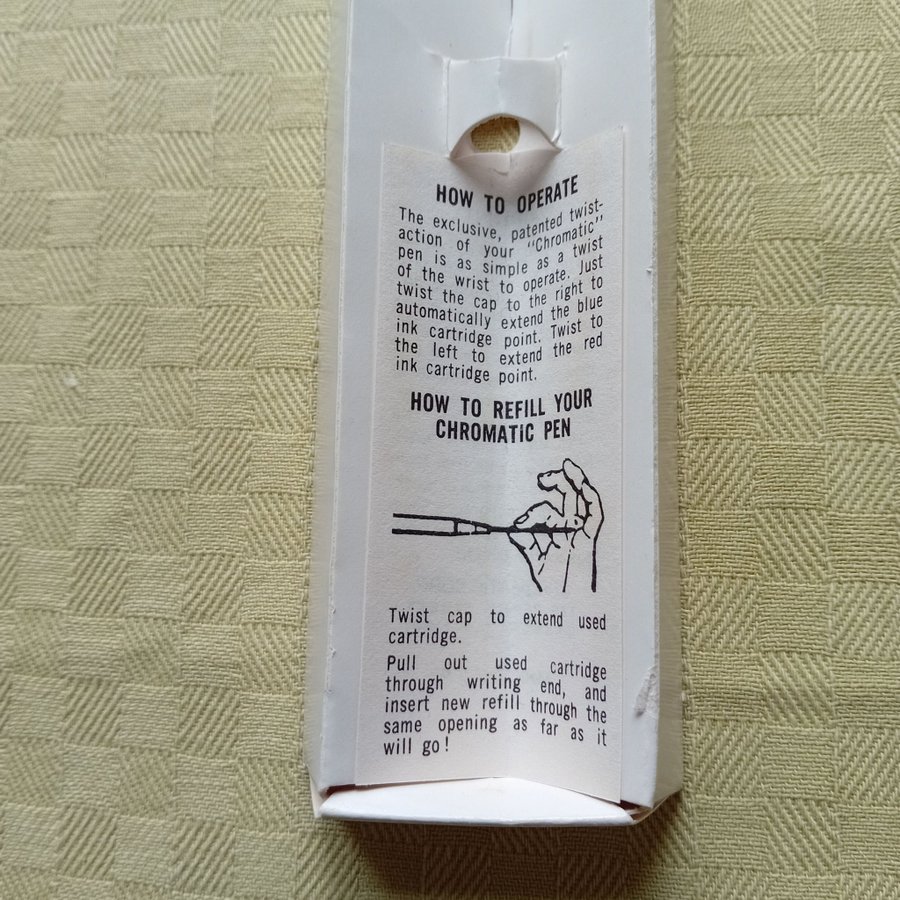 HOW TO OPERATE
The exclusive, patented twist-
action of your "Chromatic"
pen is as simple as a twist
of the wrist to operate. Just
twist the cap to the right to
automatically extend the blue
ink cartridge point. Twist to
the left to extend the red
ink cartridge point.
HOW TO REFILL YOUR
CHROMATiC PEN
Twist cap to extend used
cartridge.
Pull out used cartridge
through writing end, and
insert new refill through the
same opening as far as it
will go!